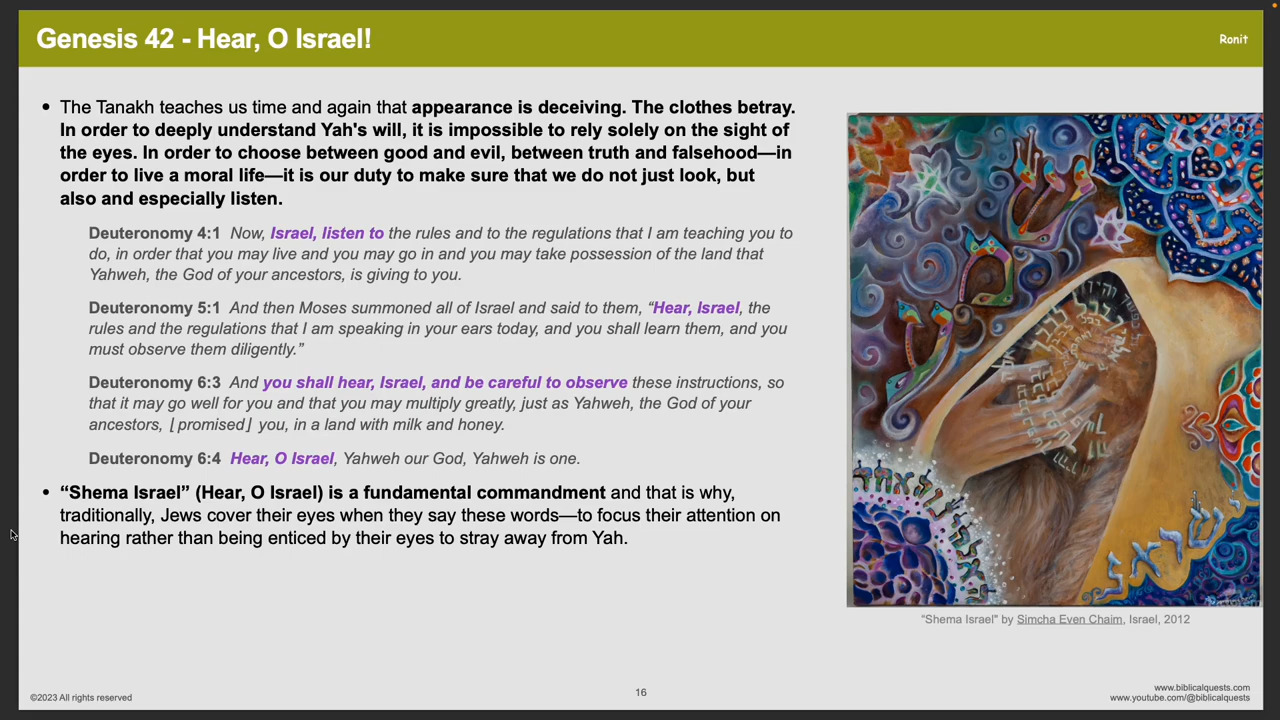 Genesis 42 - Hear, O Israel!
Ronit
• The Tanakh teaches us time and again that appearance is deceiving. The clothes betray.
In order to deeply understand Yah's will, it is impossible to rely solely on the sight of
the eyes. In order to choose between good and evil, between truth and falsehood—in
order to live a moral life—it is our duty to make sure that we do not just look, but
also and especially listen.
Deuteronomy 4:1 Now, Israel, listen to the rules and to the regulations that I am teaching you to
do, in order that you may live and you may go in and you may take possession of the land that
Yahweh, the God of your ancestors, is giving to you.
Deuteronomy 5:1 And then Moses summoned all of Israel and said to them, “Hear, Israel, the
rules and the regulations that I am speaking in your ears today, and you shall learn them, and you
must observe them diligently.”
Deuteronomy 6:3 And you shall hear, Israel, and be careful to observe these instructions, so
that it may go well for you and that you may multiply greatly, just as Yahweh, the God of your
ancestors, [promised] you, in a land with milk and honey.
Deuteronomy 6:4 Hear, O Israel, Yahweh our God, Yahweh is one.
• “Shema Israel” (Hear, O Israel) is a fundamental commandment and that is why,
traditionally, Jews cover their eyes when they say these words—to focus their attention on
hearing rather than being enticed by their eyes to stray away from Yah.
ישראל
“Shema Israel” by Simcha Even Chaim, Israel, 2012
©2023 All rights reserved
16
www.biblicalquests.com
www.youtube.com/@biblicalquests